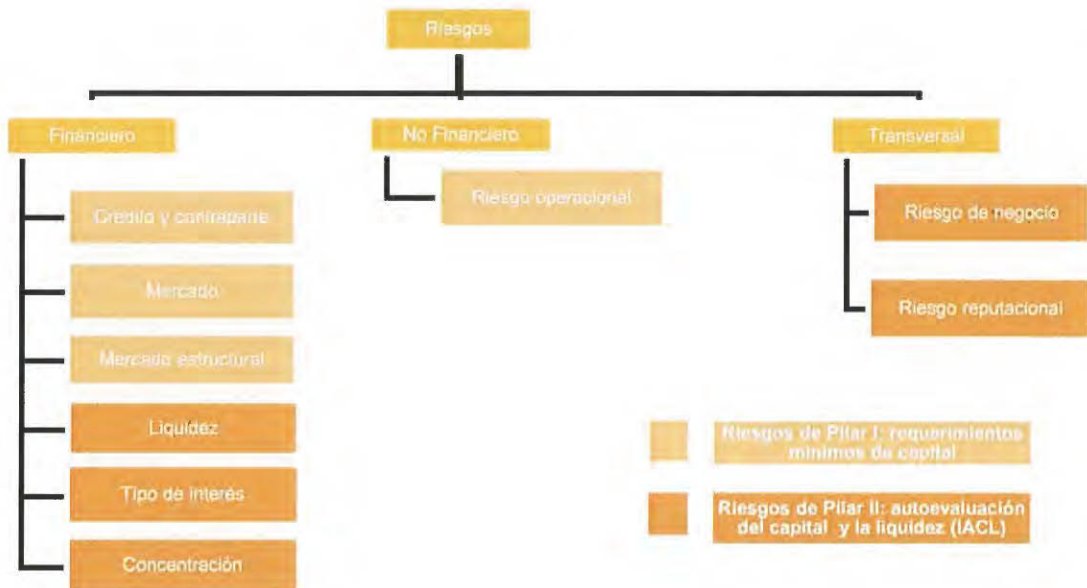 Riesgos
Financiero
No Financiero
Transversal
Crédito y contraparte
Mercado
Mercado estructural
Liquidez
Tipo de interés
Concentración
Riesgo operacional
Riesgo de negocio
Riesgo reputacional
Riesgos de Pilar I: requerimientos
mínimos de capital
Riesgos de Pilar II: autoevaluación
del capital y la liquidez (IACL)